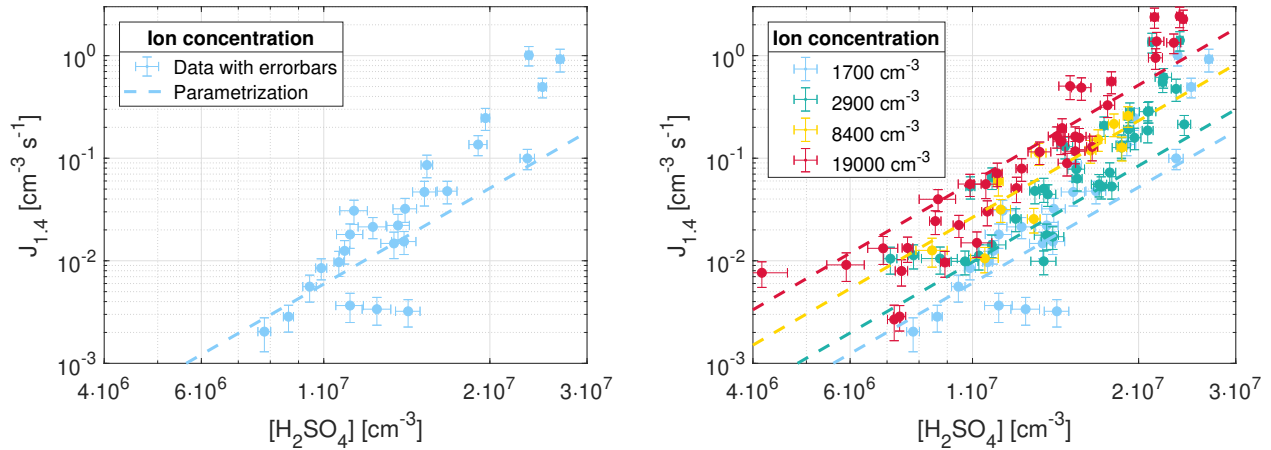 Ion concentration
Data with errorbars
Parametrization
J1.4 [cm-3 s-1]
10^0
10^-1
10^-2
10^-3
4·10^6
6·10^6
1·10^7
2·10^7
3·10^7
[H2SO4] [cm-3]
Ion concentration
1700 cm-3
2900 cm-3
8400 cm-3
19000 cm-3
J1.4 [cm-3 s-1]
10^0
10^-1
10^-2
10^-3
4·10^6
6·10^6
1·10^7
2·10^7
3·10^7
[H2SO4] [cm-3]